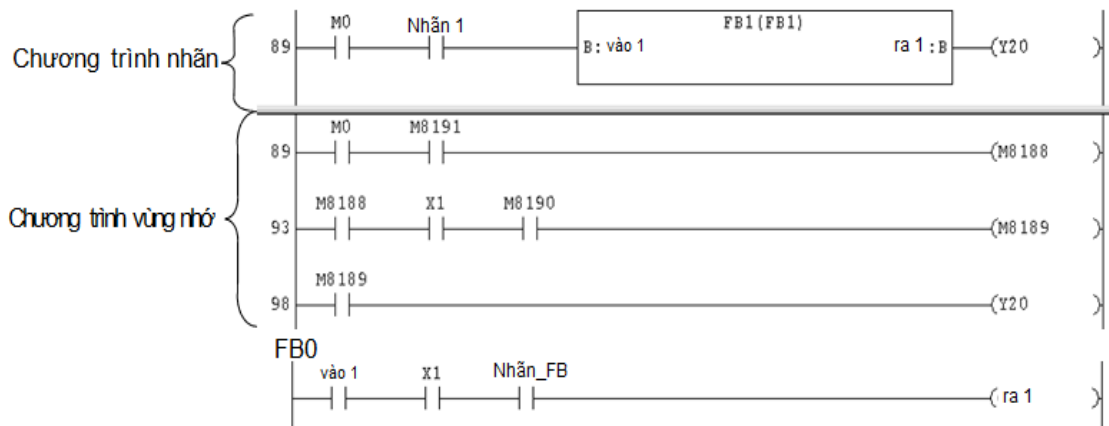 M0 Nhãn 1 FB1(FB1)
Chương trình nhãn 89 B: vào 1 ra 1 :B (Y20 )
M0 M8191
89 (M8188 )
M8188 X1 M8190
Chương trình vùng nhớ 93 (M8189 )
M8189
98 (Y20 )
FB0
vào 1 X1 Nhãn_FB
( ra 1 )